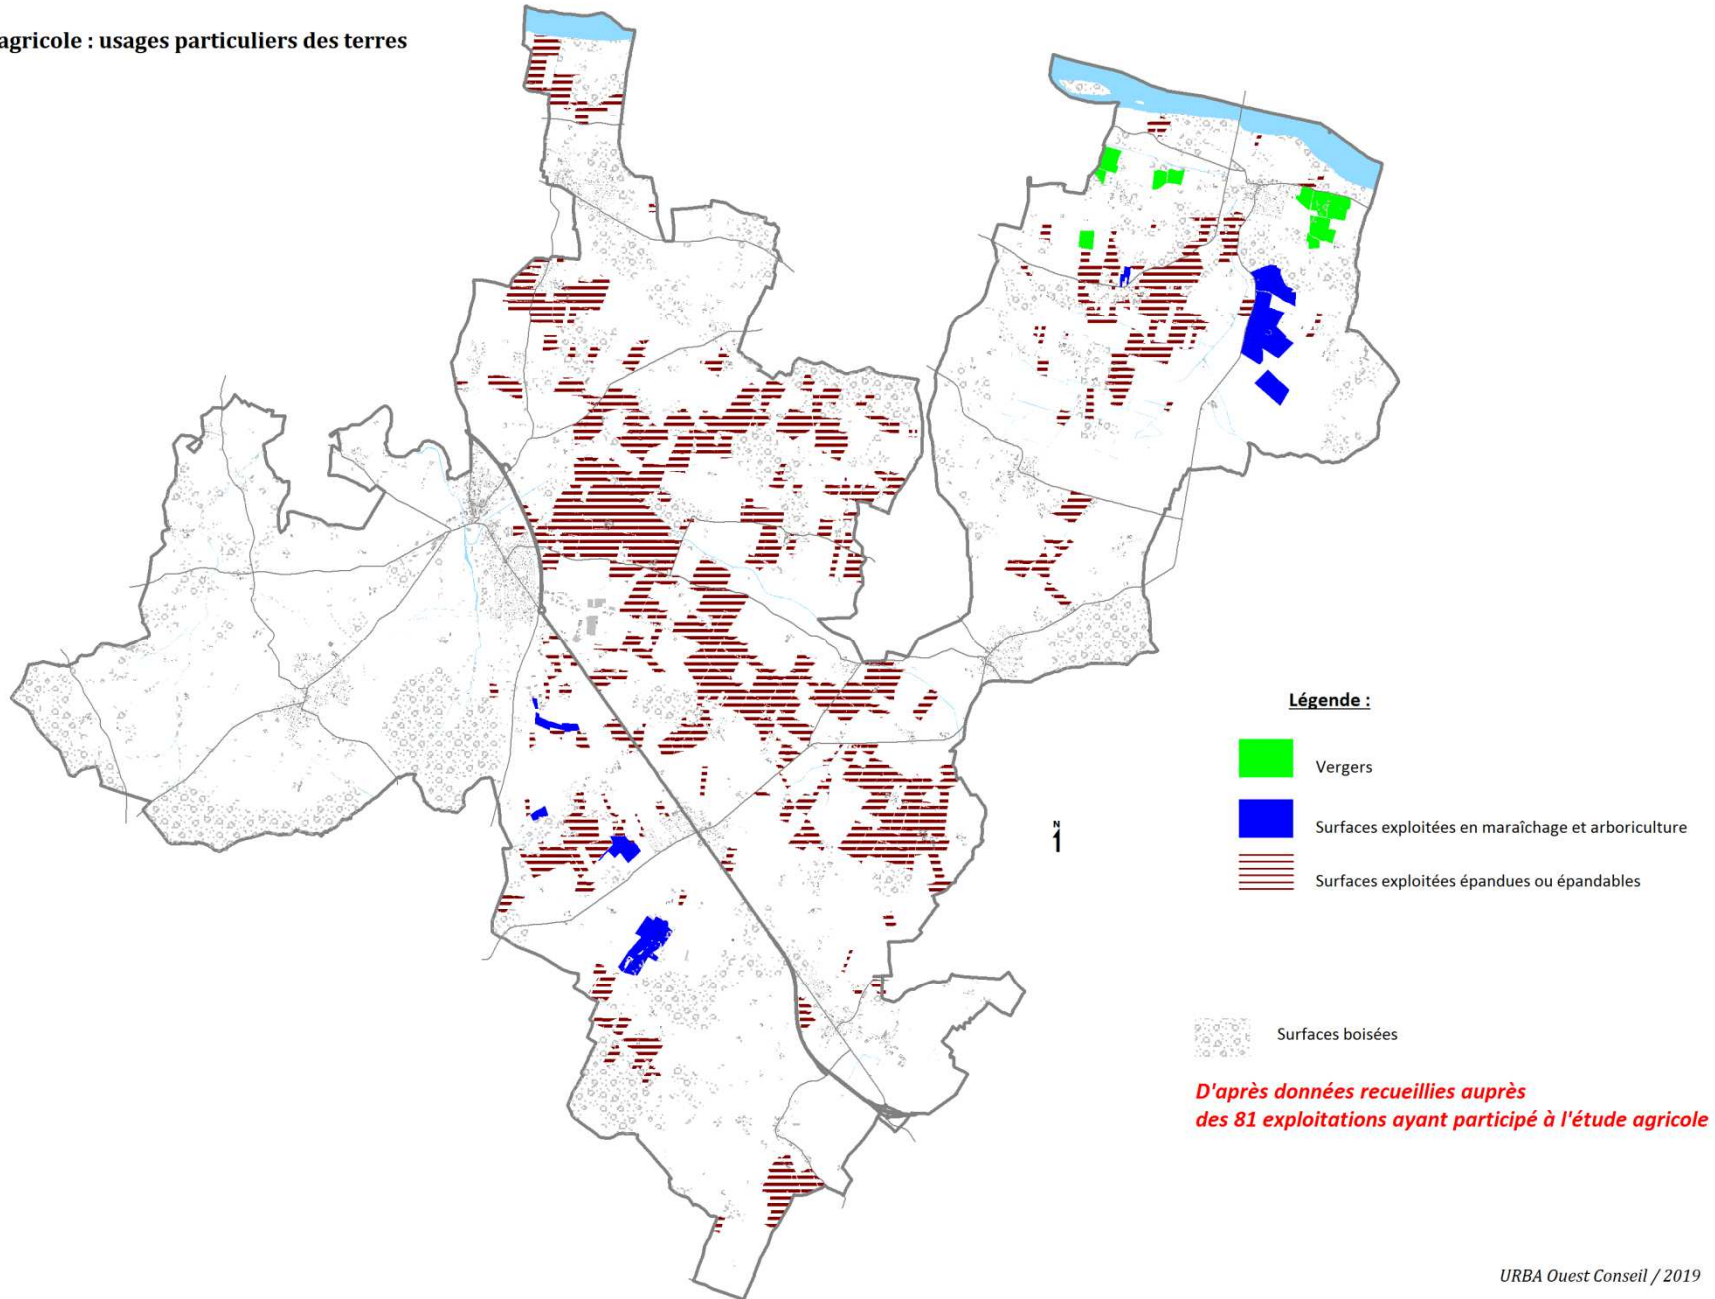 agricole : usages particuliers des terres
Légende :
Vergers
Surfaces exploitées en maraîchage et arboriculture
N
Surfaces exploitées épandues ou épandables
Surfaces boisées
D'après données recueillies auprès
des 81 exploitations ayant participé à l'étude agricole
URBA Ouest Conseil / 2019